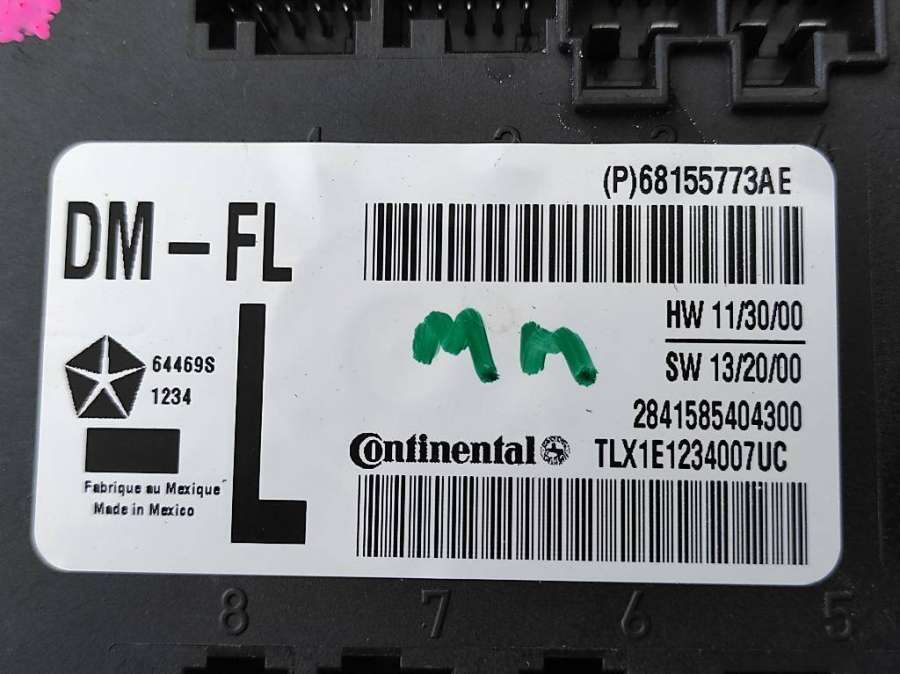 1 2 3 4
(P)68155773AE
DM-FL
L
HW 11/30/00
SW 13/20/00
64469S
1234
2841585404300
Continental
TLX1E1234007UC
Fabrique au Mexique
Made in Mexico
8 7 6 5